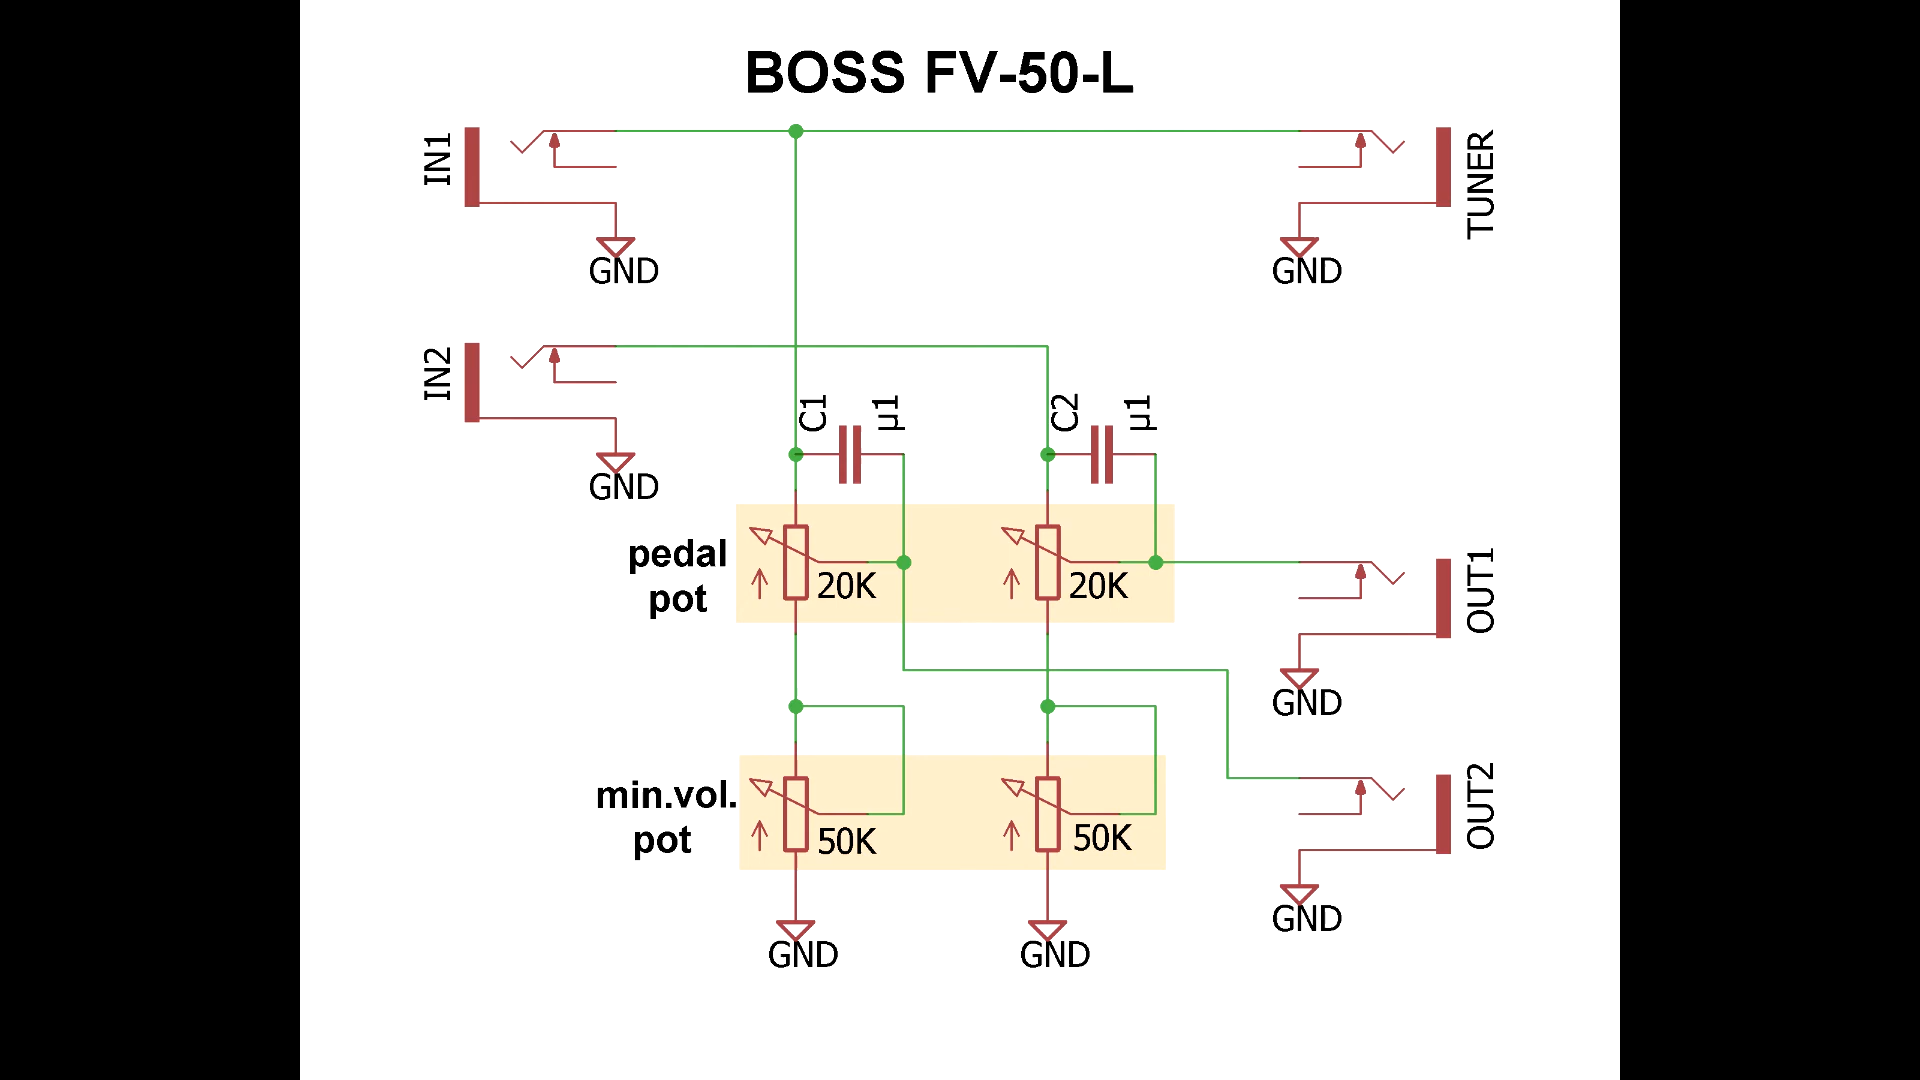 BOSS FV-50-L
IN1
GND
TUNER
GND
IN2
GND
C1
µ1
C2
µ1
pedal
pot
20K
20K
OUT1
GND
min.vol.
pot
50K
50K
OUT2
GND
GND
GND